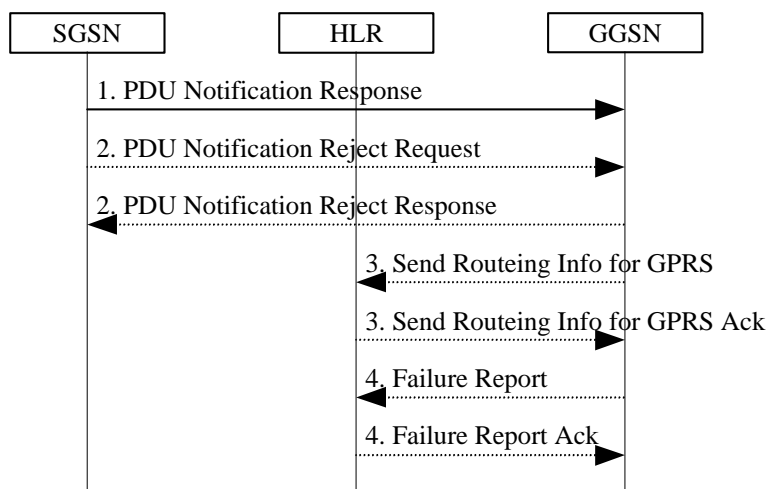 SGSN
HLR
GGSN
1. PDU Notification Response
2. PDU Notification Reject Request
2. PDU Notification Reject Response
3. Send Routeing Info for GPRS
3. Send Routeing Info for GPRS Ack
4. Failure Report
4. Failure Report Ack